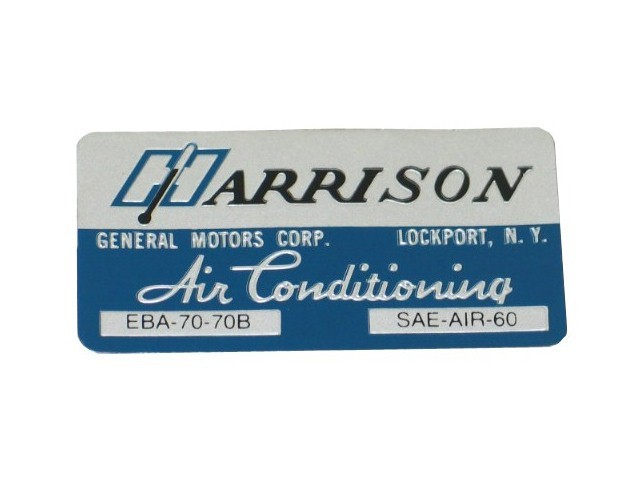 HARRISON
GENERAL MOTORS CORP. LOCKPORT, N. Y.
Air Conditioning
EBA-70-70B SAE-AIR-60